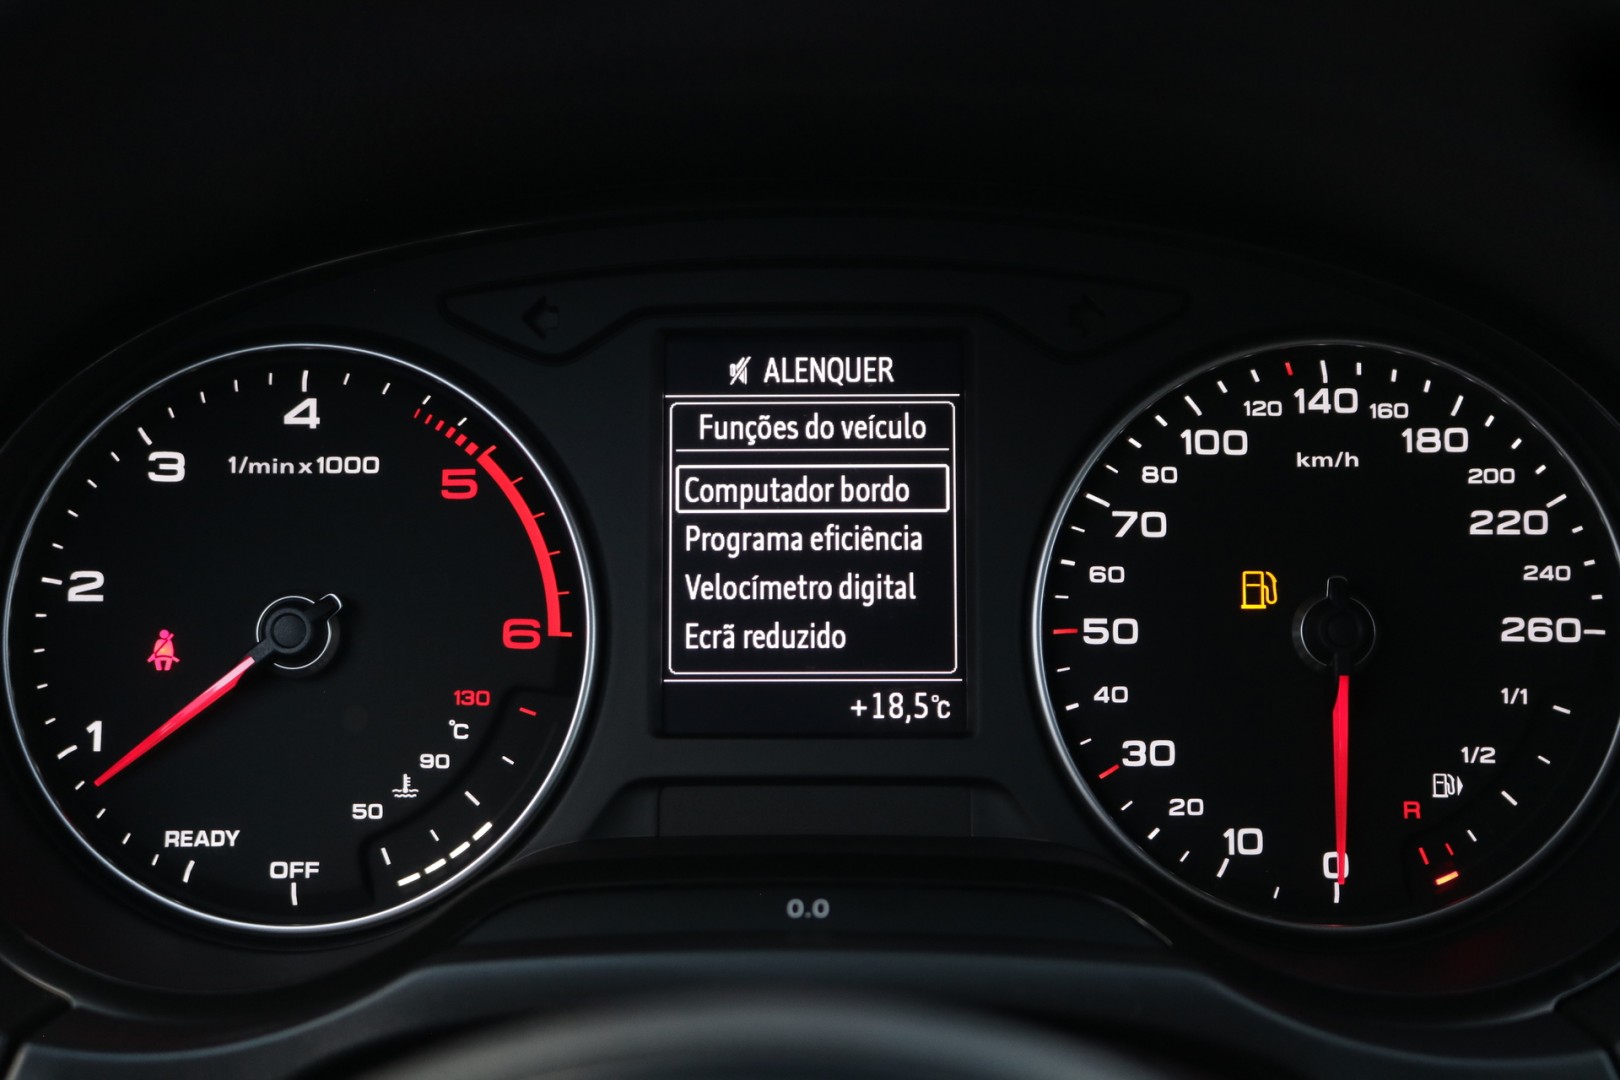 ALENQUER
Funções do veículo
Computador bordo
Programa eficiência
Velocímetro digital
Ecrã reduzido
+18,5°C
1/min x 1000
OFF
READY
1
2
3
4
5
6
50
90
°C
130
km/h
0
10
20
30
40
50
60
70
80
100
120
140
160
180
200
220
240
260
1/1
1/2
R
0.0